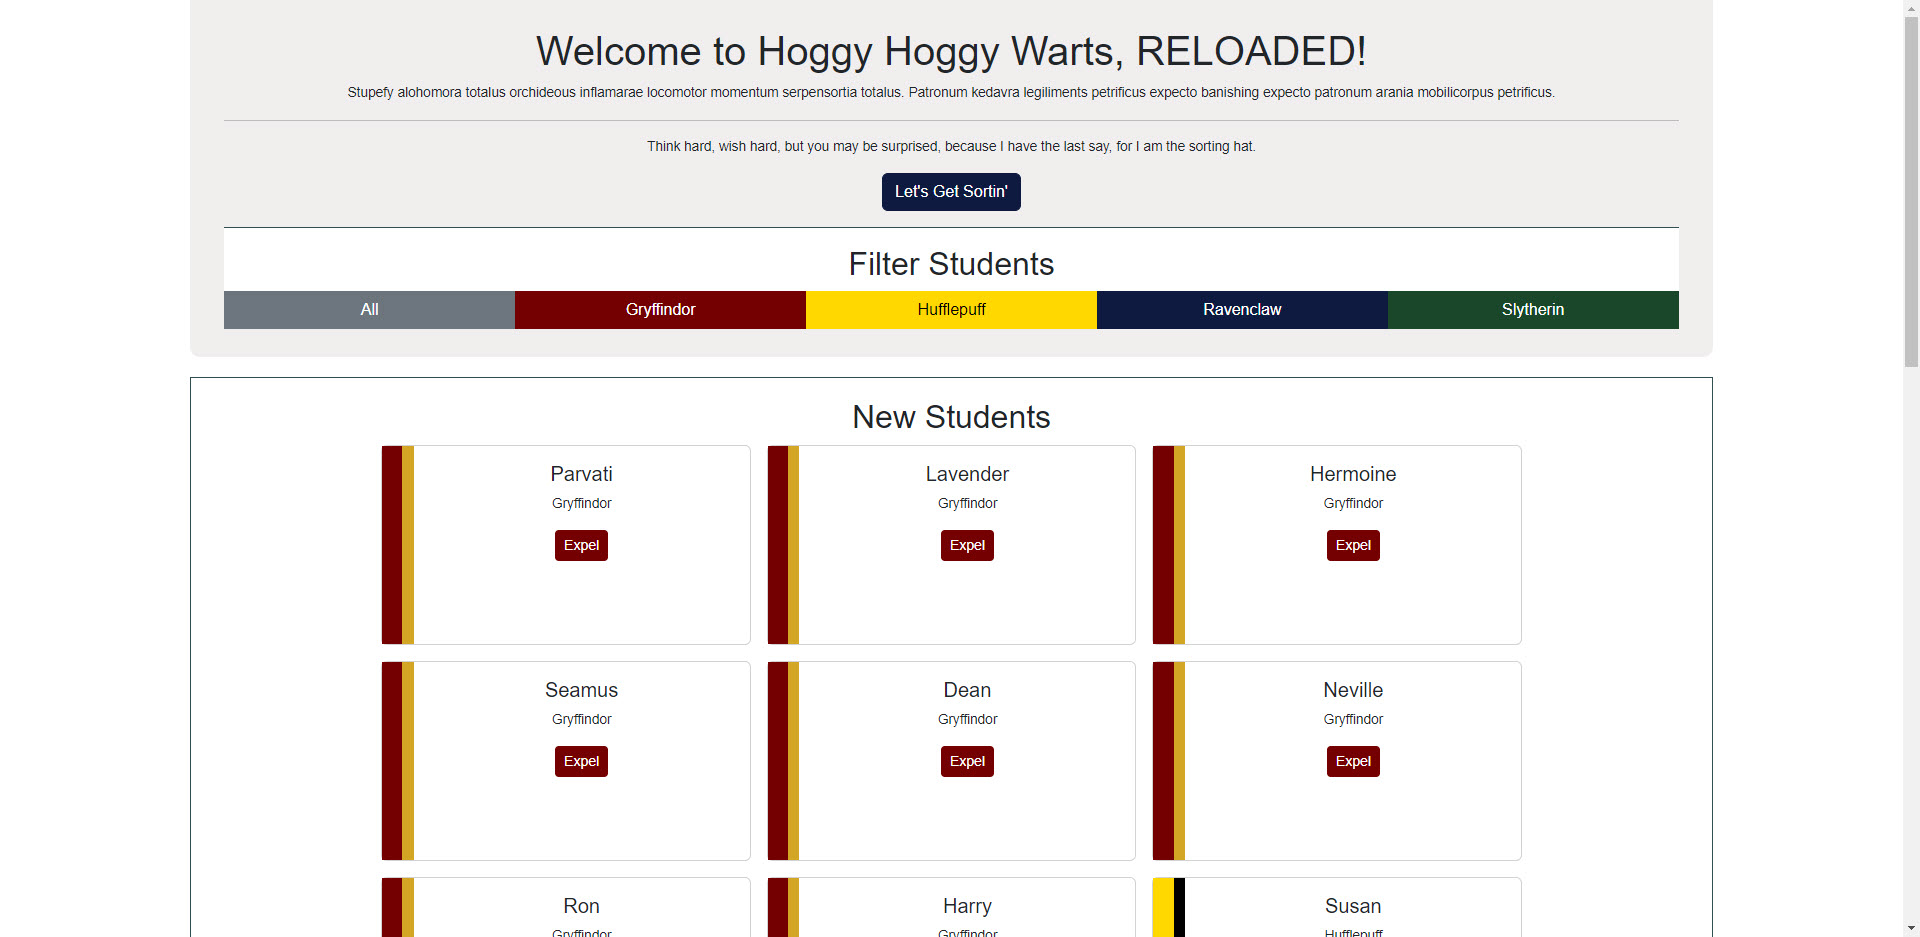 Welcome to Hoggy Hoggy Warts, RELOADED!
Stupefy alohomora totalus orchideous inflamarae locomotor momentum serpensortia totalus. Patronum kedavra legiliments petrificus expecto banishing expecto patronum arania mobilicorpus petrificus.
Think hard, wish hard, but you may be surprised, because I have the last say, for I am the sorting hat.
Let's Get Sortin'
Filter Students
All Gryffindor Hufflepuff Ravenclaw Slytherin
New Students
Parvati Lavender Hermoine
Gryffindor Gryffindor Gryffindor
Expel Expel Expel
Seamus Dean Neville
Gryffindor Gryffindor Gryffindor
Expel Expel Expel
Ron Harry Susan
Gryffindor Gryffindor Hufflepuff